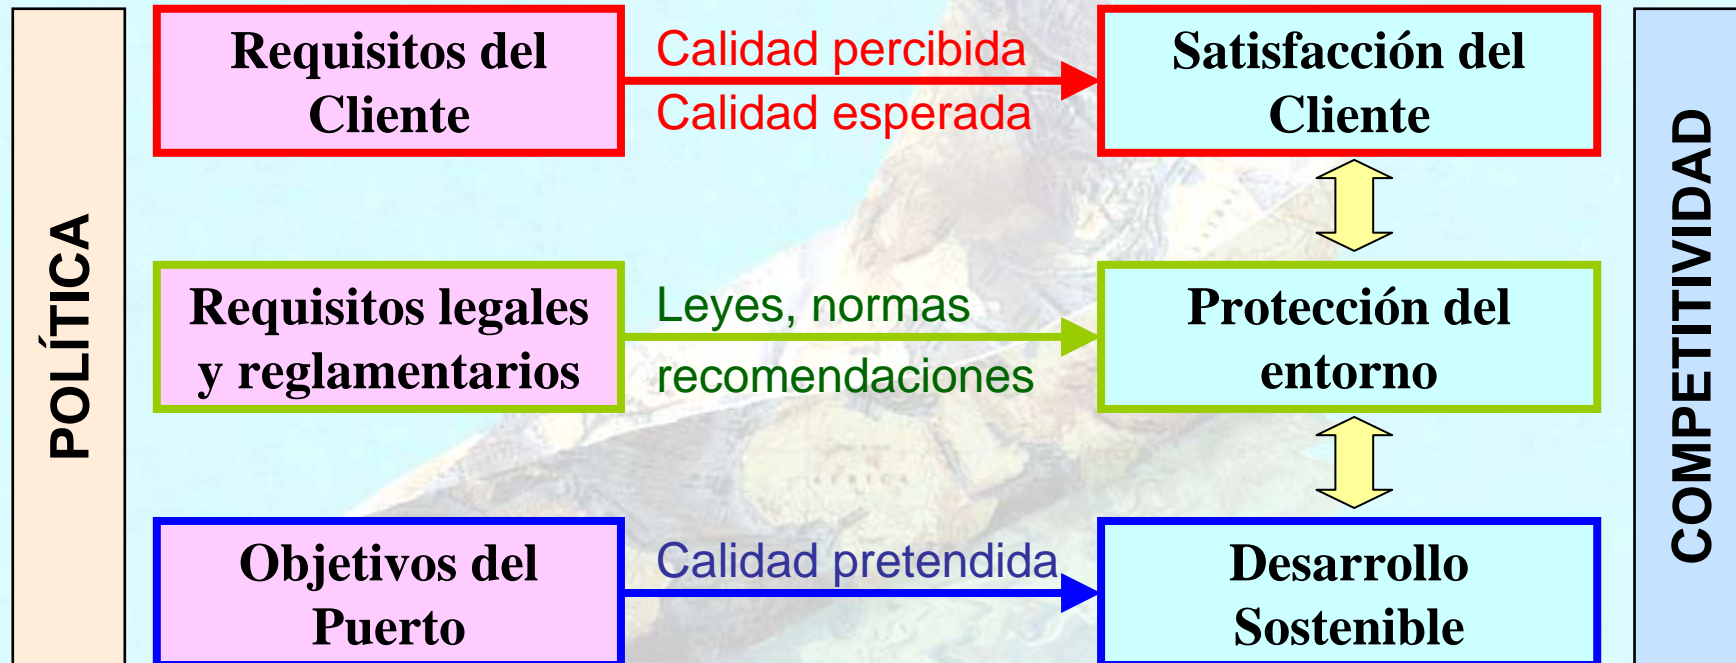 POLÍTICA
Requisitos del
Cliente
Calidad percibida
Calidad esperada
Satisfacción del
Cliente
Requisitos legales
y reglamentarios
Leyes, normas
recomendaciones
Protección del
entorno
Objetivos del
Puerto
Calidad pretendida
Desarrollo
Sostenible
COMPETITIVIDAD